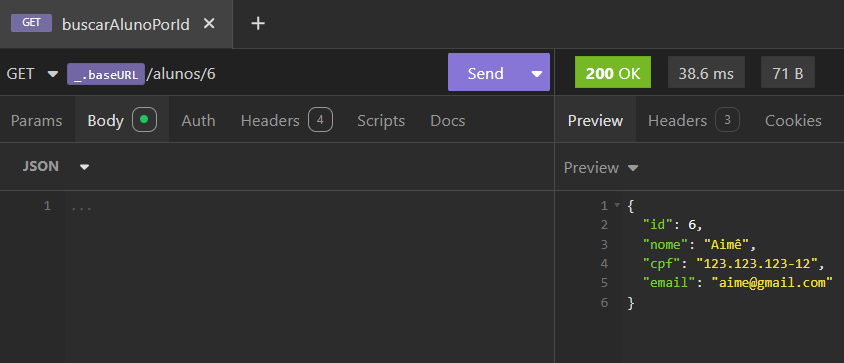 GET buscarAlunoPorId
GET _.baseURL/alunos/6 Send 200 OK 38.6 ms 71 B
Params Body Auth Headers 4 Scripts Docs Preview Headers 3 Cookies
JSON Preview
1 ...
1 {
2 "id": 6,
3 "nome": "Aimê",
4 "cpf": "123.123.123-12",
5 "email": "aime@gmail.com"
6 }